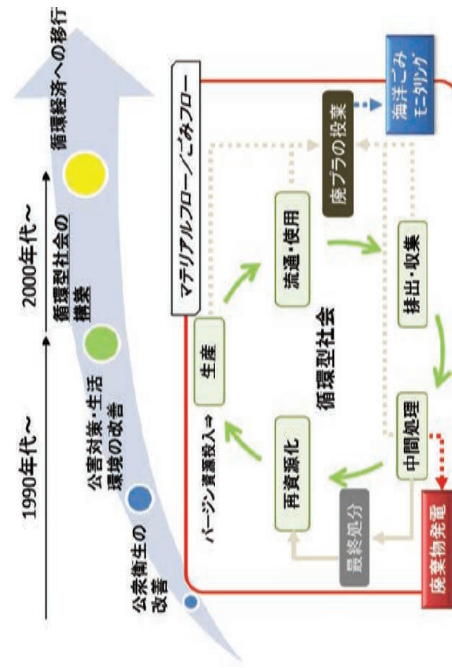 1990年代～
2000年代～
公衆衛生の
改善
公害対策・生活
環境の改善
循環型社会の
構築
循環経済への移行
マテリアルフロー/ごみフロー
バージン資源投入⇒
生産
流通・使用
廃プラの投棄
海洋ごみ
モニタリング
循環型社会
再資源化
排出・収集
中間処理
最終処分
廃棄物発電